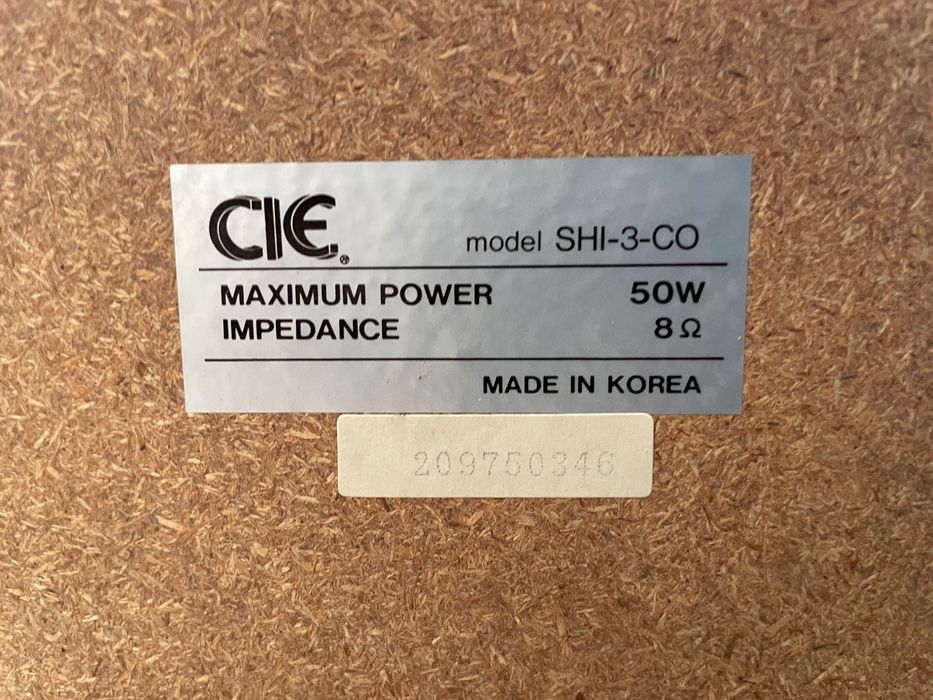 CIE®
model SHI-3-CO
MAXIMUM POWER 50W
IMPEDANCE 8Ω
MADE IN KOREA
209750346